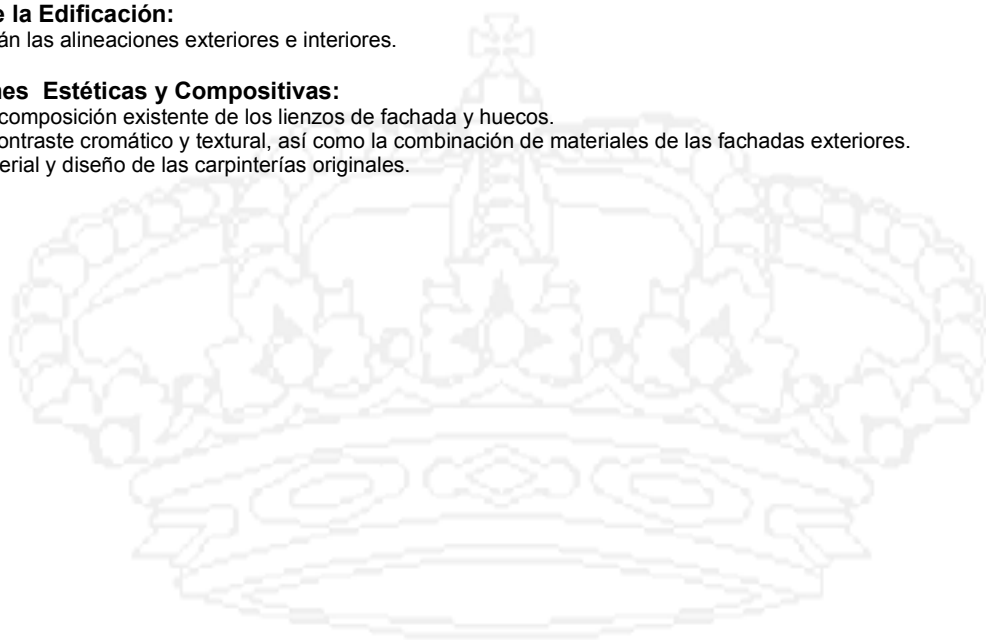 e la Edificación:
án las alineaciones exteriores e interiores.
nes Estéticas y Compositivas:
composición existente de los lienzos de fachada y huecos.
ontraste cromático y textural, así como la combinación de materiales de las fachadas exteriores.
erial y diseño de las carpinterías originales.